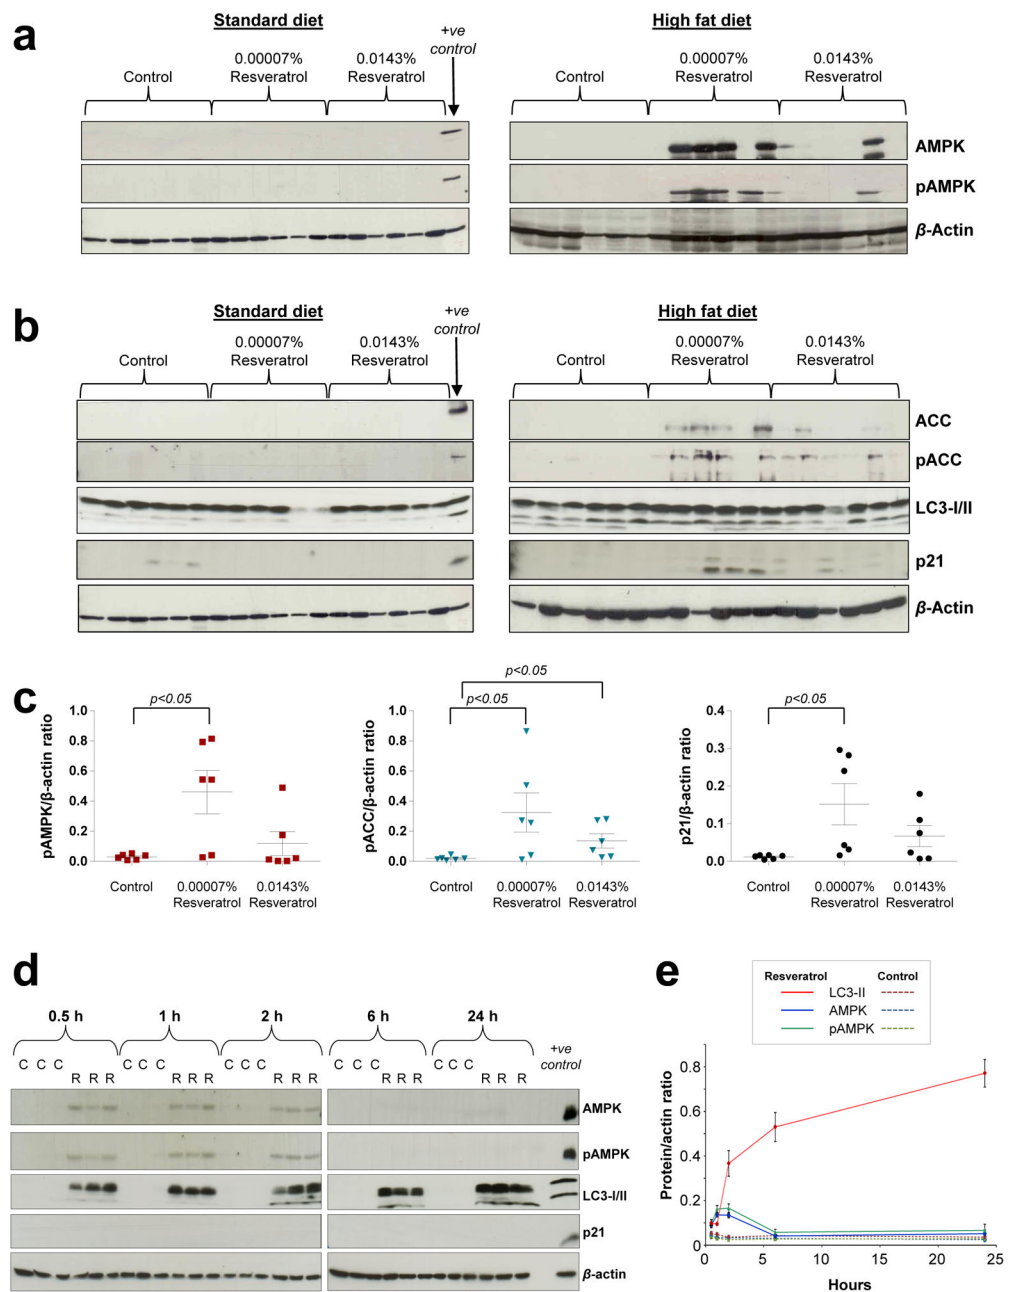 a
Standard diet
High fat diet
+ve
control
0.00007%
Resveratrol
0.0143%
Resveratrol
Control
Control
0.00007%
Resveratrol
0.0143%
Resveratrol
AMPK
pAMPK
β-Actin
b
Standard diet
High fat diet
+ve
control
0.00007%
Resveratrol
0.0143%
Resveratrol
Control
Control
0.00007%
Resveratrol
0.0143%
Resveratrol
ACC
pACC
LC3-I/II
p21
β-Actin
c
p<0.05
pAMPK/β-actin ratio
1.0
0.8
0.6
0.4
0.2
0.0
Control
0.00007%
Resveratrol
0.0143%
Resveratrol
p<0.05
p<0.05
pACC/β-actin ratio
1.0
0.8
0.6
0.4
0.2
0.0
Control
0.00007%
Resveratrol
0.0143%
Resveratrol
p<0.05
p21/β-actin ratio
0.4
0.3
0.2
0.1
0.0
Control
0.00007%
Resveratrol
0.0143%
Resveratrol
d
0.5 h 1 h 2 h 6 h 24 h
+ve
control
C C C C C C C C C C C C C C C
R R R R R R R R R R R R R R R
AMPK
pAMPK
LC3-I/II
p21
β-actin
e
Resveratrol Control
LC3-II
AMPK
pAMPK
Protein/actin ratio
0.8
0.6
0.4
0.2
0
0 5 10 15 20 25
Hours